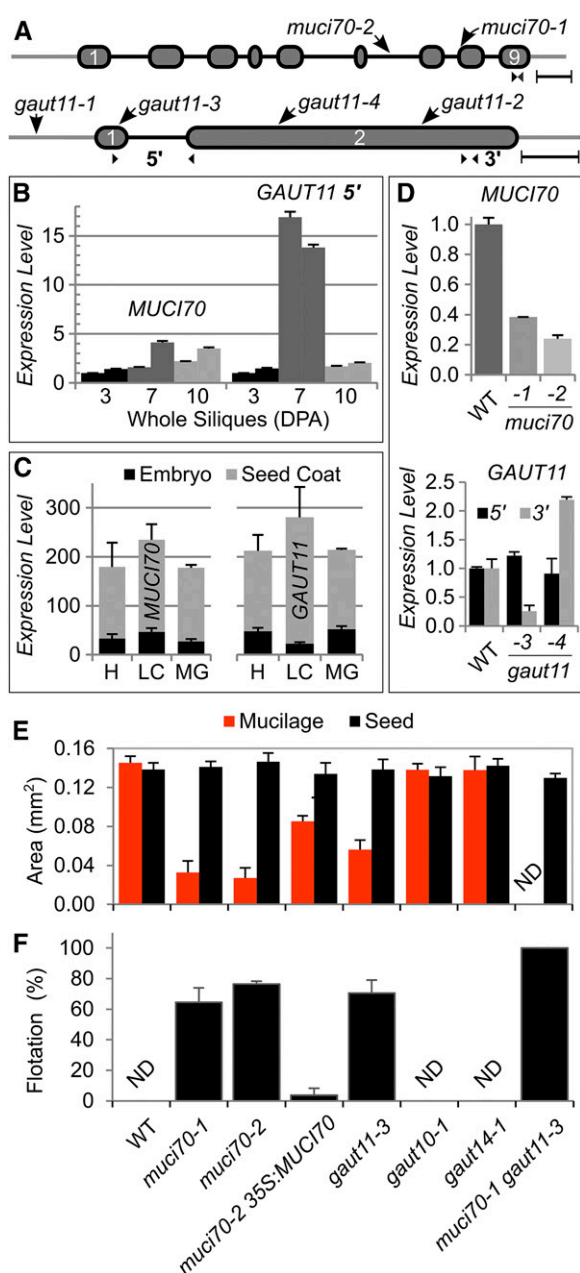 A
muci70-2
muci70-1
1
9
gaut11-1
gaut11-3
gaut11-4
gaut11-2
1
2
5'
3'
B
GAUT11 5'
MUCI70
Expression Level
15
10
5
0
3 7 10 3 7 10
Whole Siliques (DPA)
C
Embryo Seed Coat
Expression Level
300
200
100
0
MUCI70
GAUT11
H LC MG H LC MG
D
MUCI70
Expression Level
1.0
0.8
0.6
0.4
0.2
0.0
WT -1 -2
muci70
GAUT11
5' 3'
Expression Level
2.5
2.0
1.5
1.0
0.5
0.0
WT -3 -4
gaut11
E
Mucilage Seed
Area (mm²)
0.16
0.12
0.08
0.04
0.00
ND
F
Flotation (%)
100
80
60
40
20
0
ND ND ND
WT
muci70-1
muci70-2
muci70-2 35S:MUCI70
gaut11-3
gaut10-1
gaut14-1
muci70-1 gaut11-3